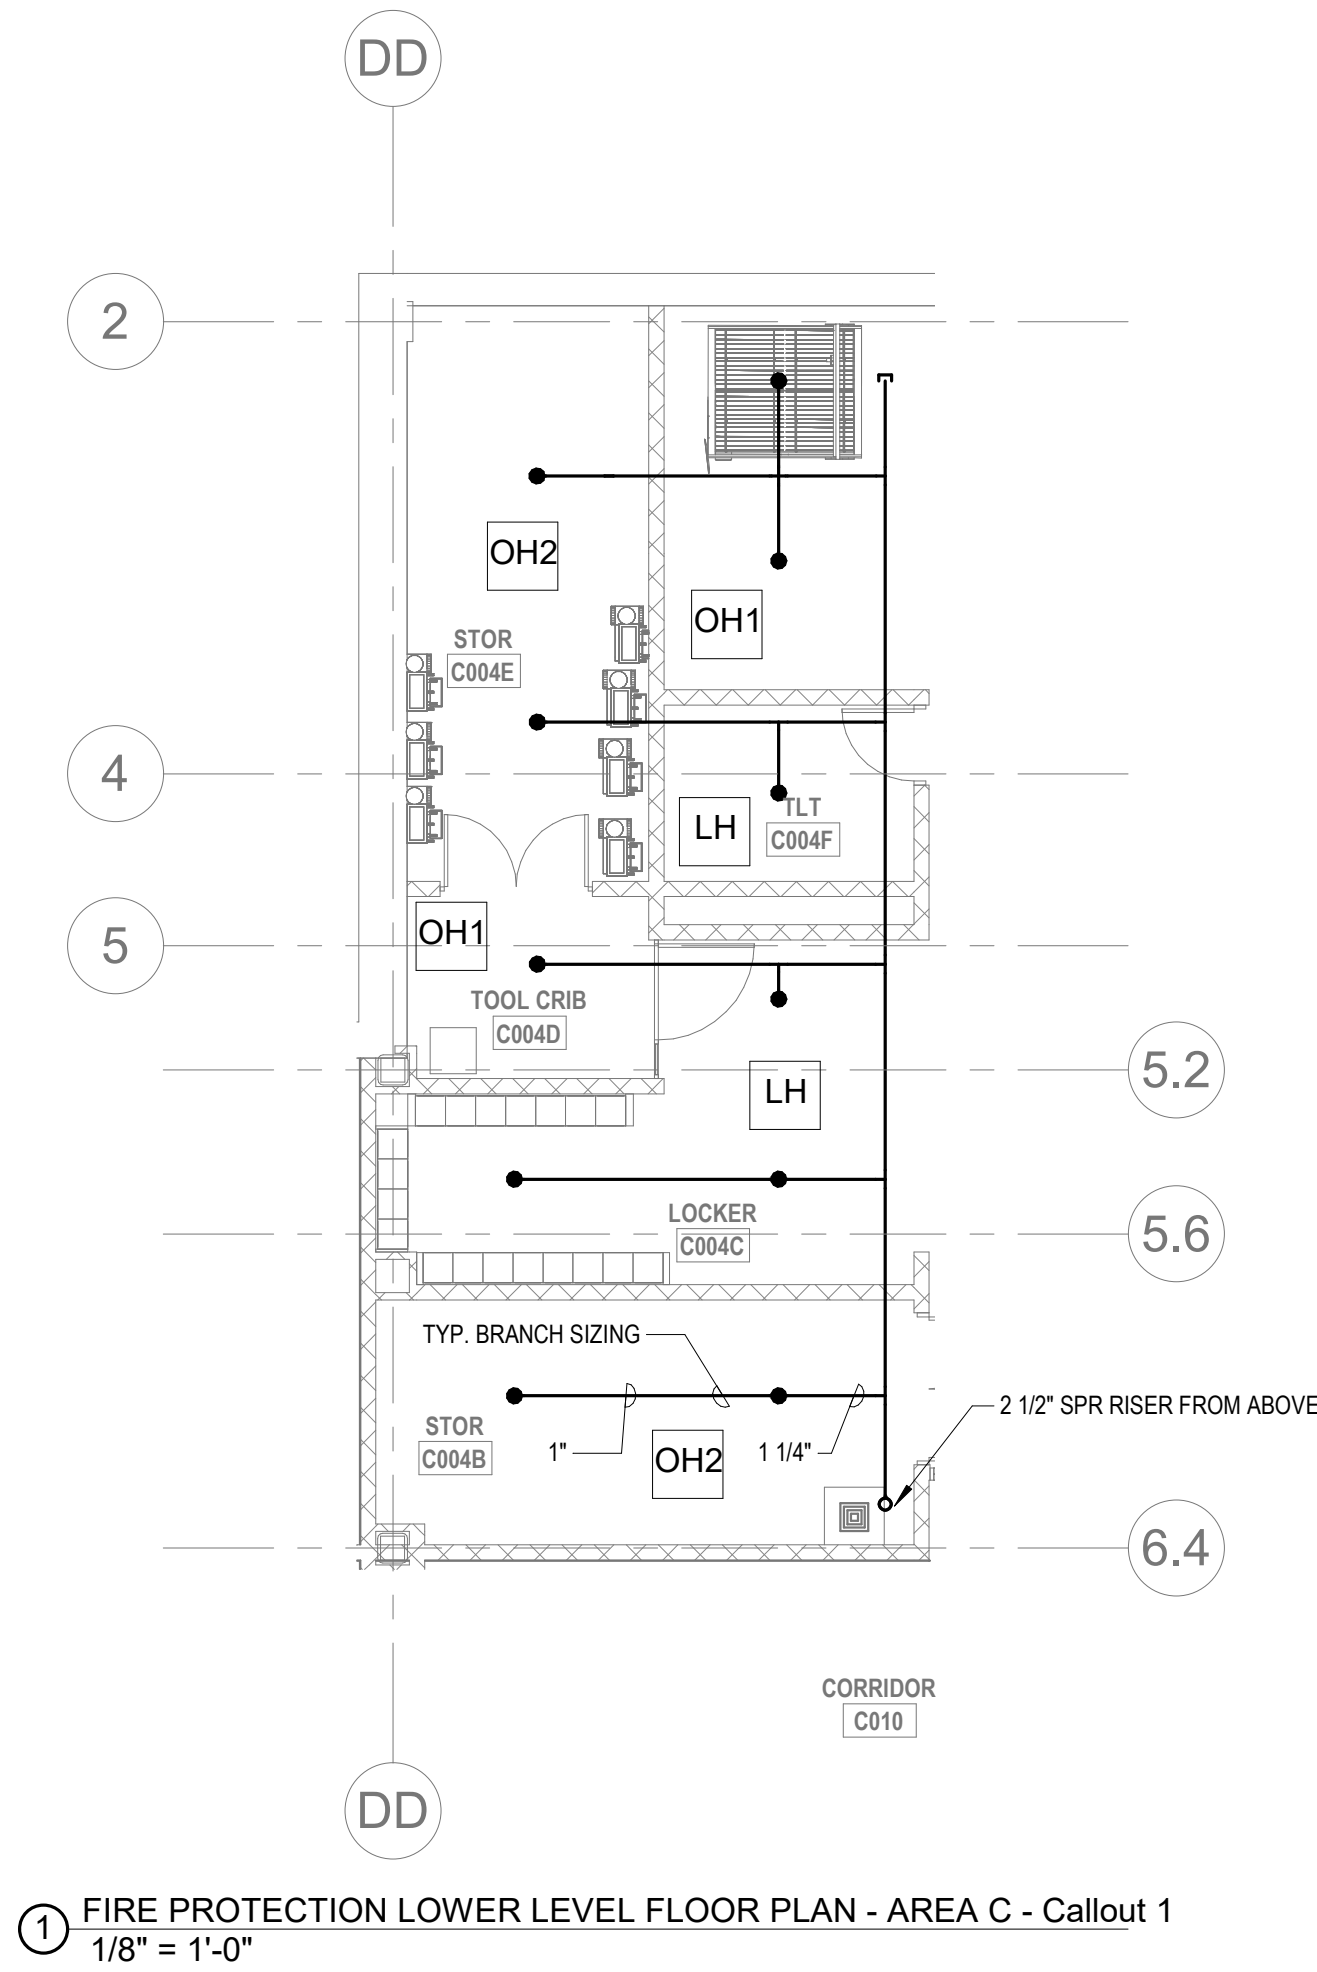 DD
2
OH2
OH1
STOR
C004E
4
LH
TLT
C004F
OH1
5
TOOL CRIB
C004D
5.2
LH
LOCKER
C004C
5.6
TYP. BRANCH SIZING
2 1/2" SPR RISER FROM ABOVE
STOR
C004B
1"
OH2
1 1/4"
6.4
CORRIDOR
C010
DD
1
FIRE PROTECTION LOWER LEVEL FLOOR PLAN - AREA C - Callout 1
1/8" = 1'-0"